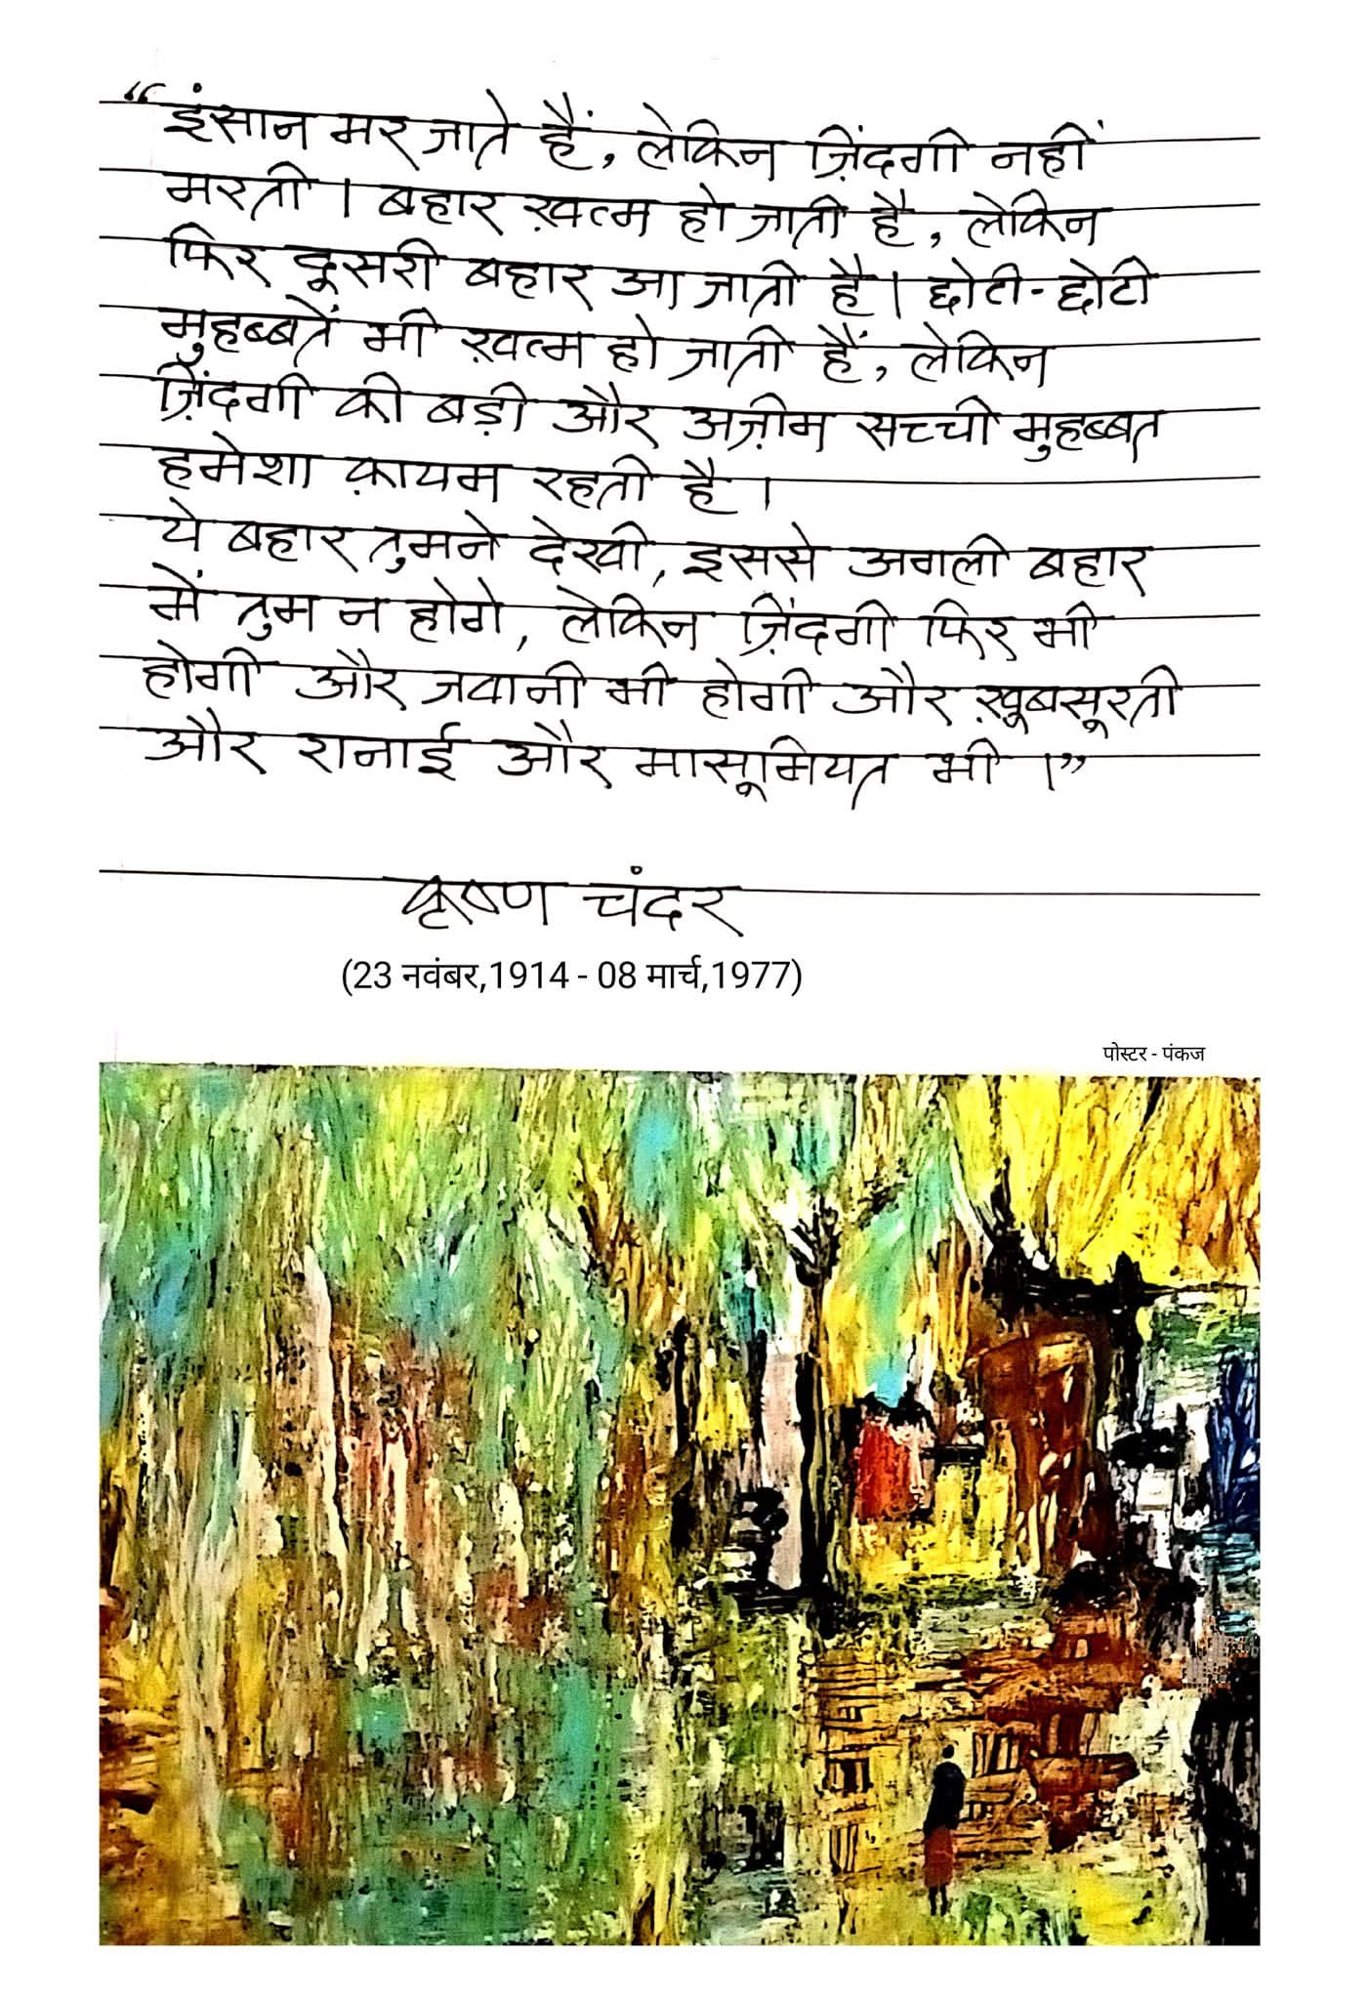 “इंसान मर जाते हैं, लेकिन ज़िंदगी नहीं
मरती । बहार ख़त्म हो जाती है, लेकिन
फिर दूसरी बहार आ जाती है । छोटी-छोटी
मुहब्बतें भी ख़त्म हो जाती हैं, लेकिन
ज़िंदगी की बड़ी और अज़ीम सच्ची मुहब्बत
हमेशा क़ायम रहती है ।
ये बहार तुमने देखी, इससे अगली बहार
में तुम न होगे, लेकिन ज़िंदगी फिर भी
होगी और जवानी भी होगी और ख़ूबसूरती
और रानाई और मासूमियत भी ।”
कृष्ण चंदर
(23 नवंबर,1914 - 08 मार्च,1977)
पोस्टर - पंकज